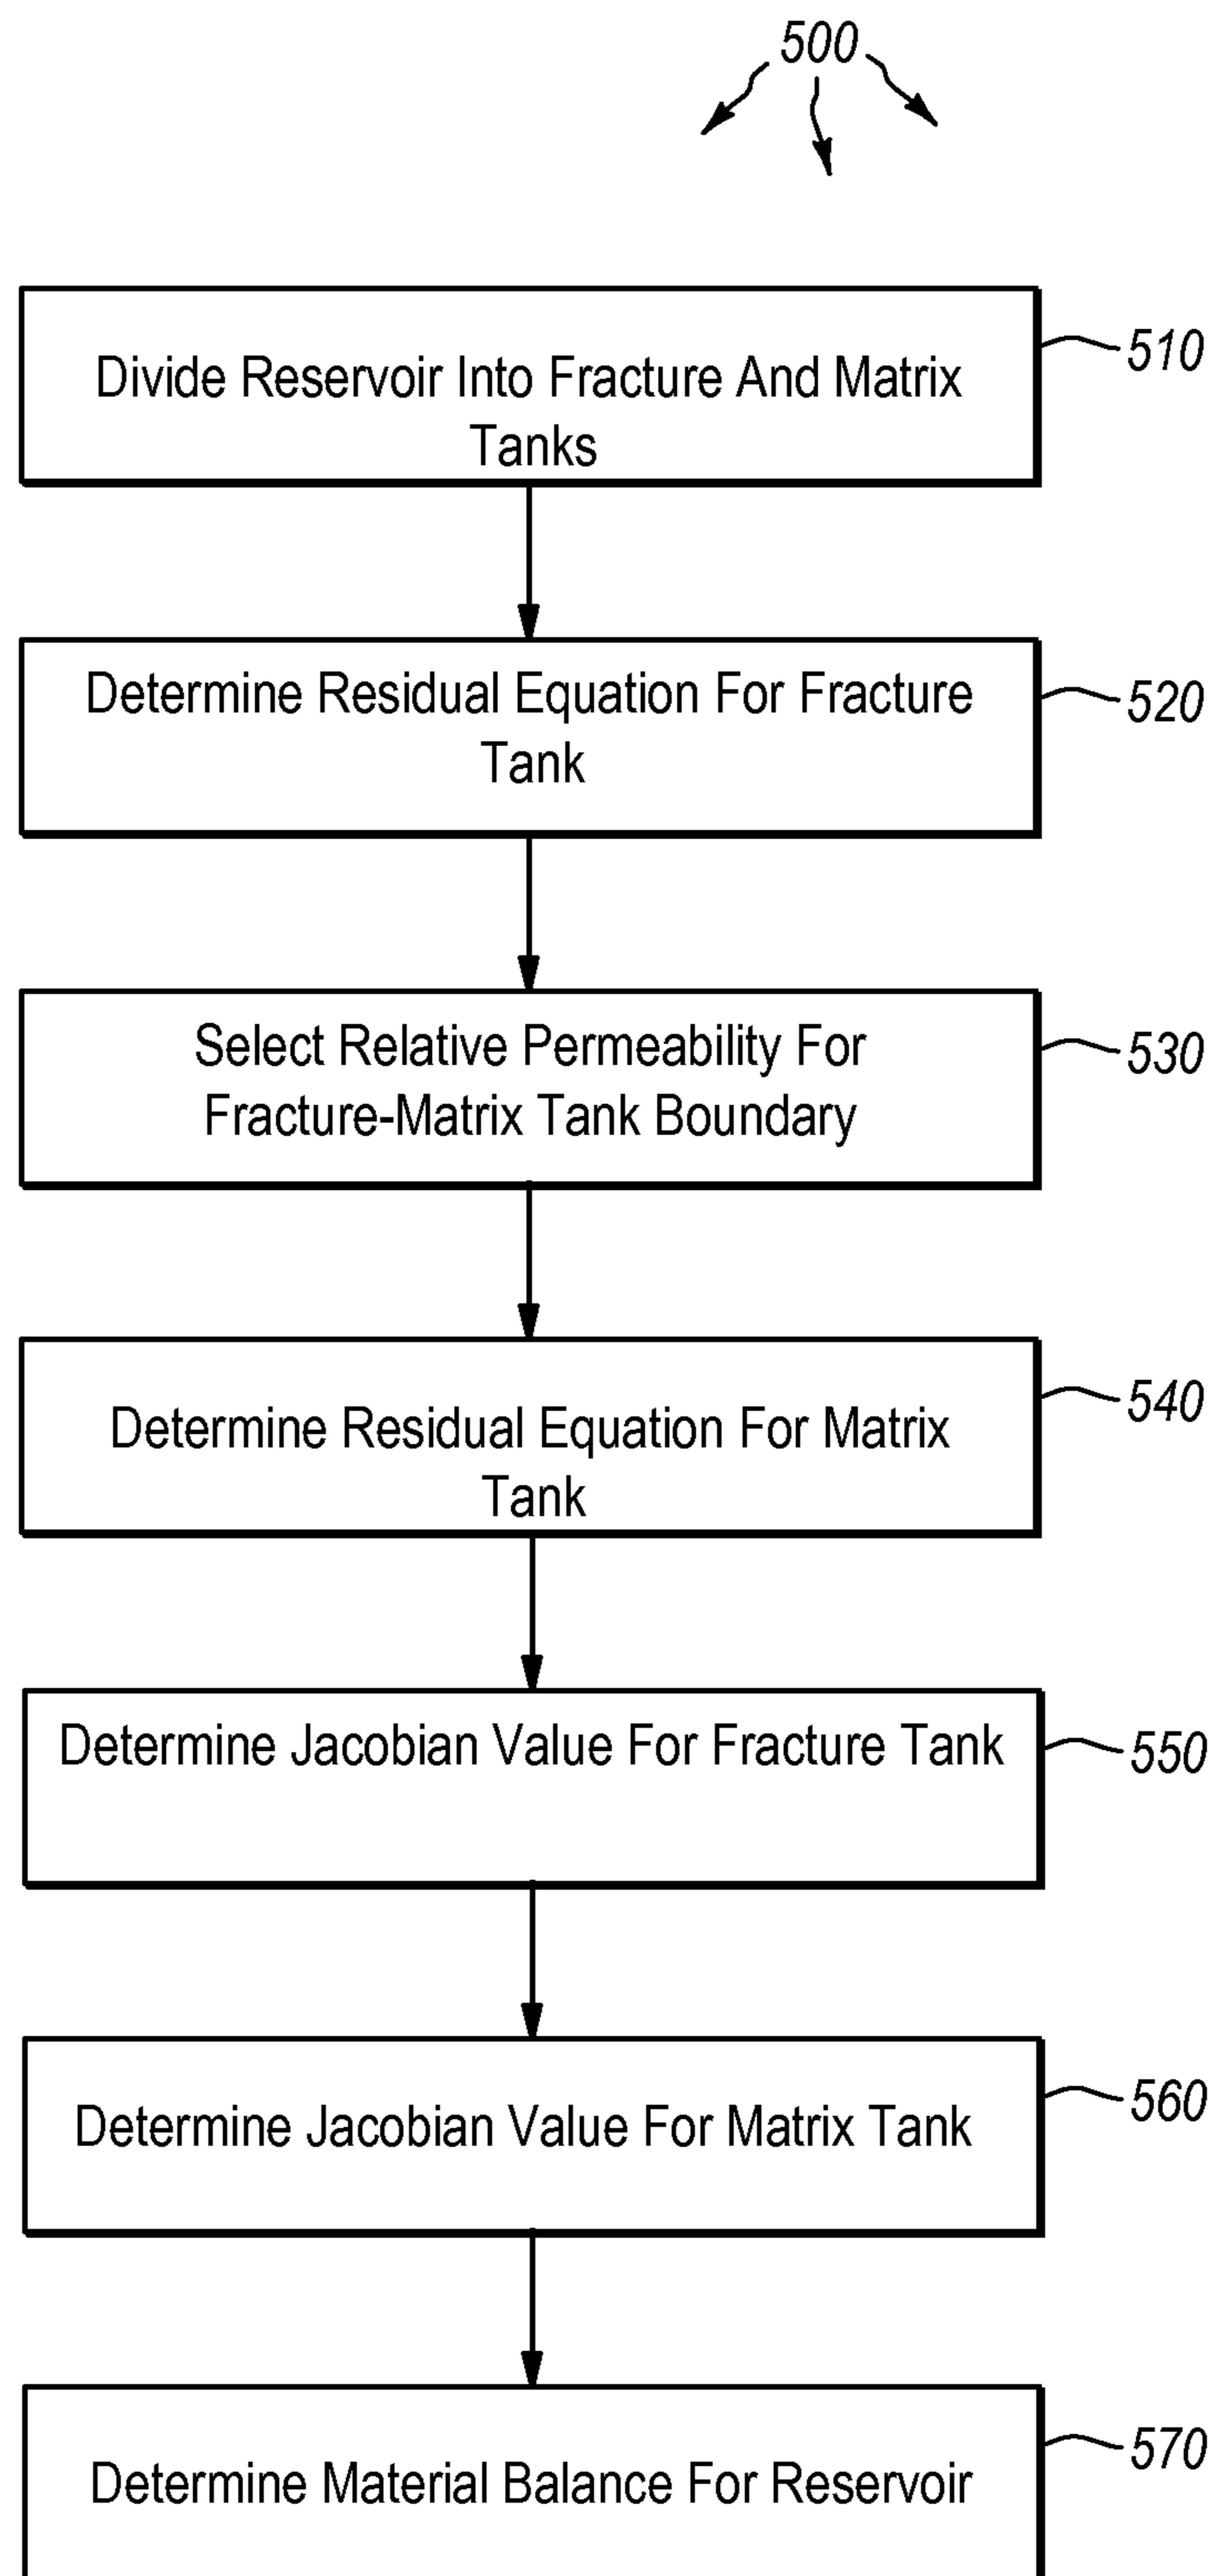 500
Divide Reservoir Into Fracture And Matrix
Tanks
510
Determine Residual Equation For Fracture
Tank
520
Select Relative Permeability For
Fracture-Matrix Tank Boundary
530
Determine Residual Equation For Matrix
Tank
540
Determine Jacobian Value For Fracture Tank
550
Determine Jacobian Value For Matrix Tank
560
Determine Material Balance For Reservoir
570